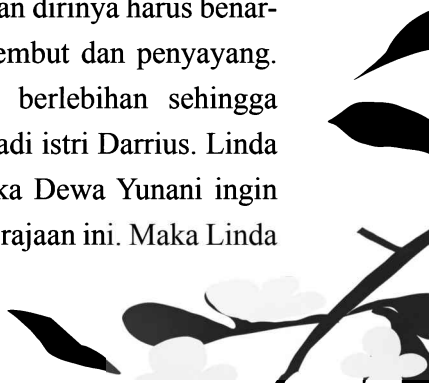 an dirinya harus benar-
embut dan penyayang.
berlebihan sehingga
adi istri Darrius. Linda
ka Dewa Yunani ingin
rajaan ini. Maka Linda